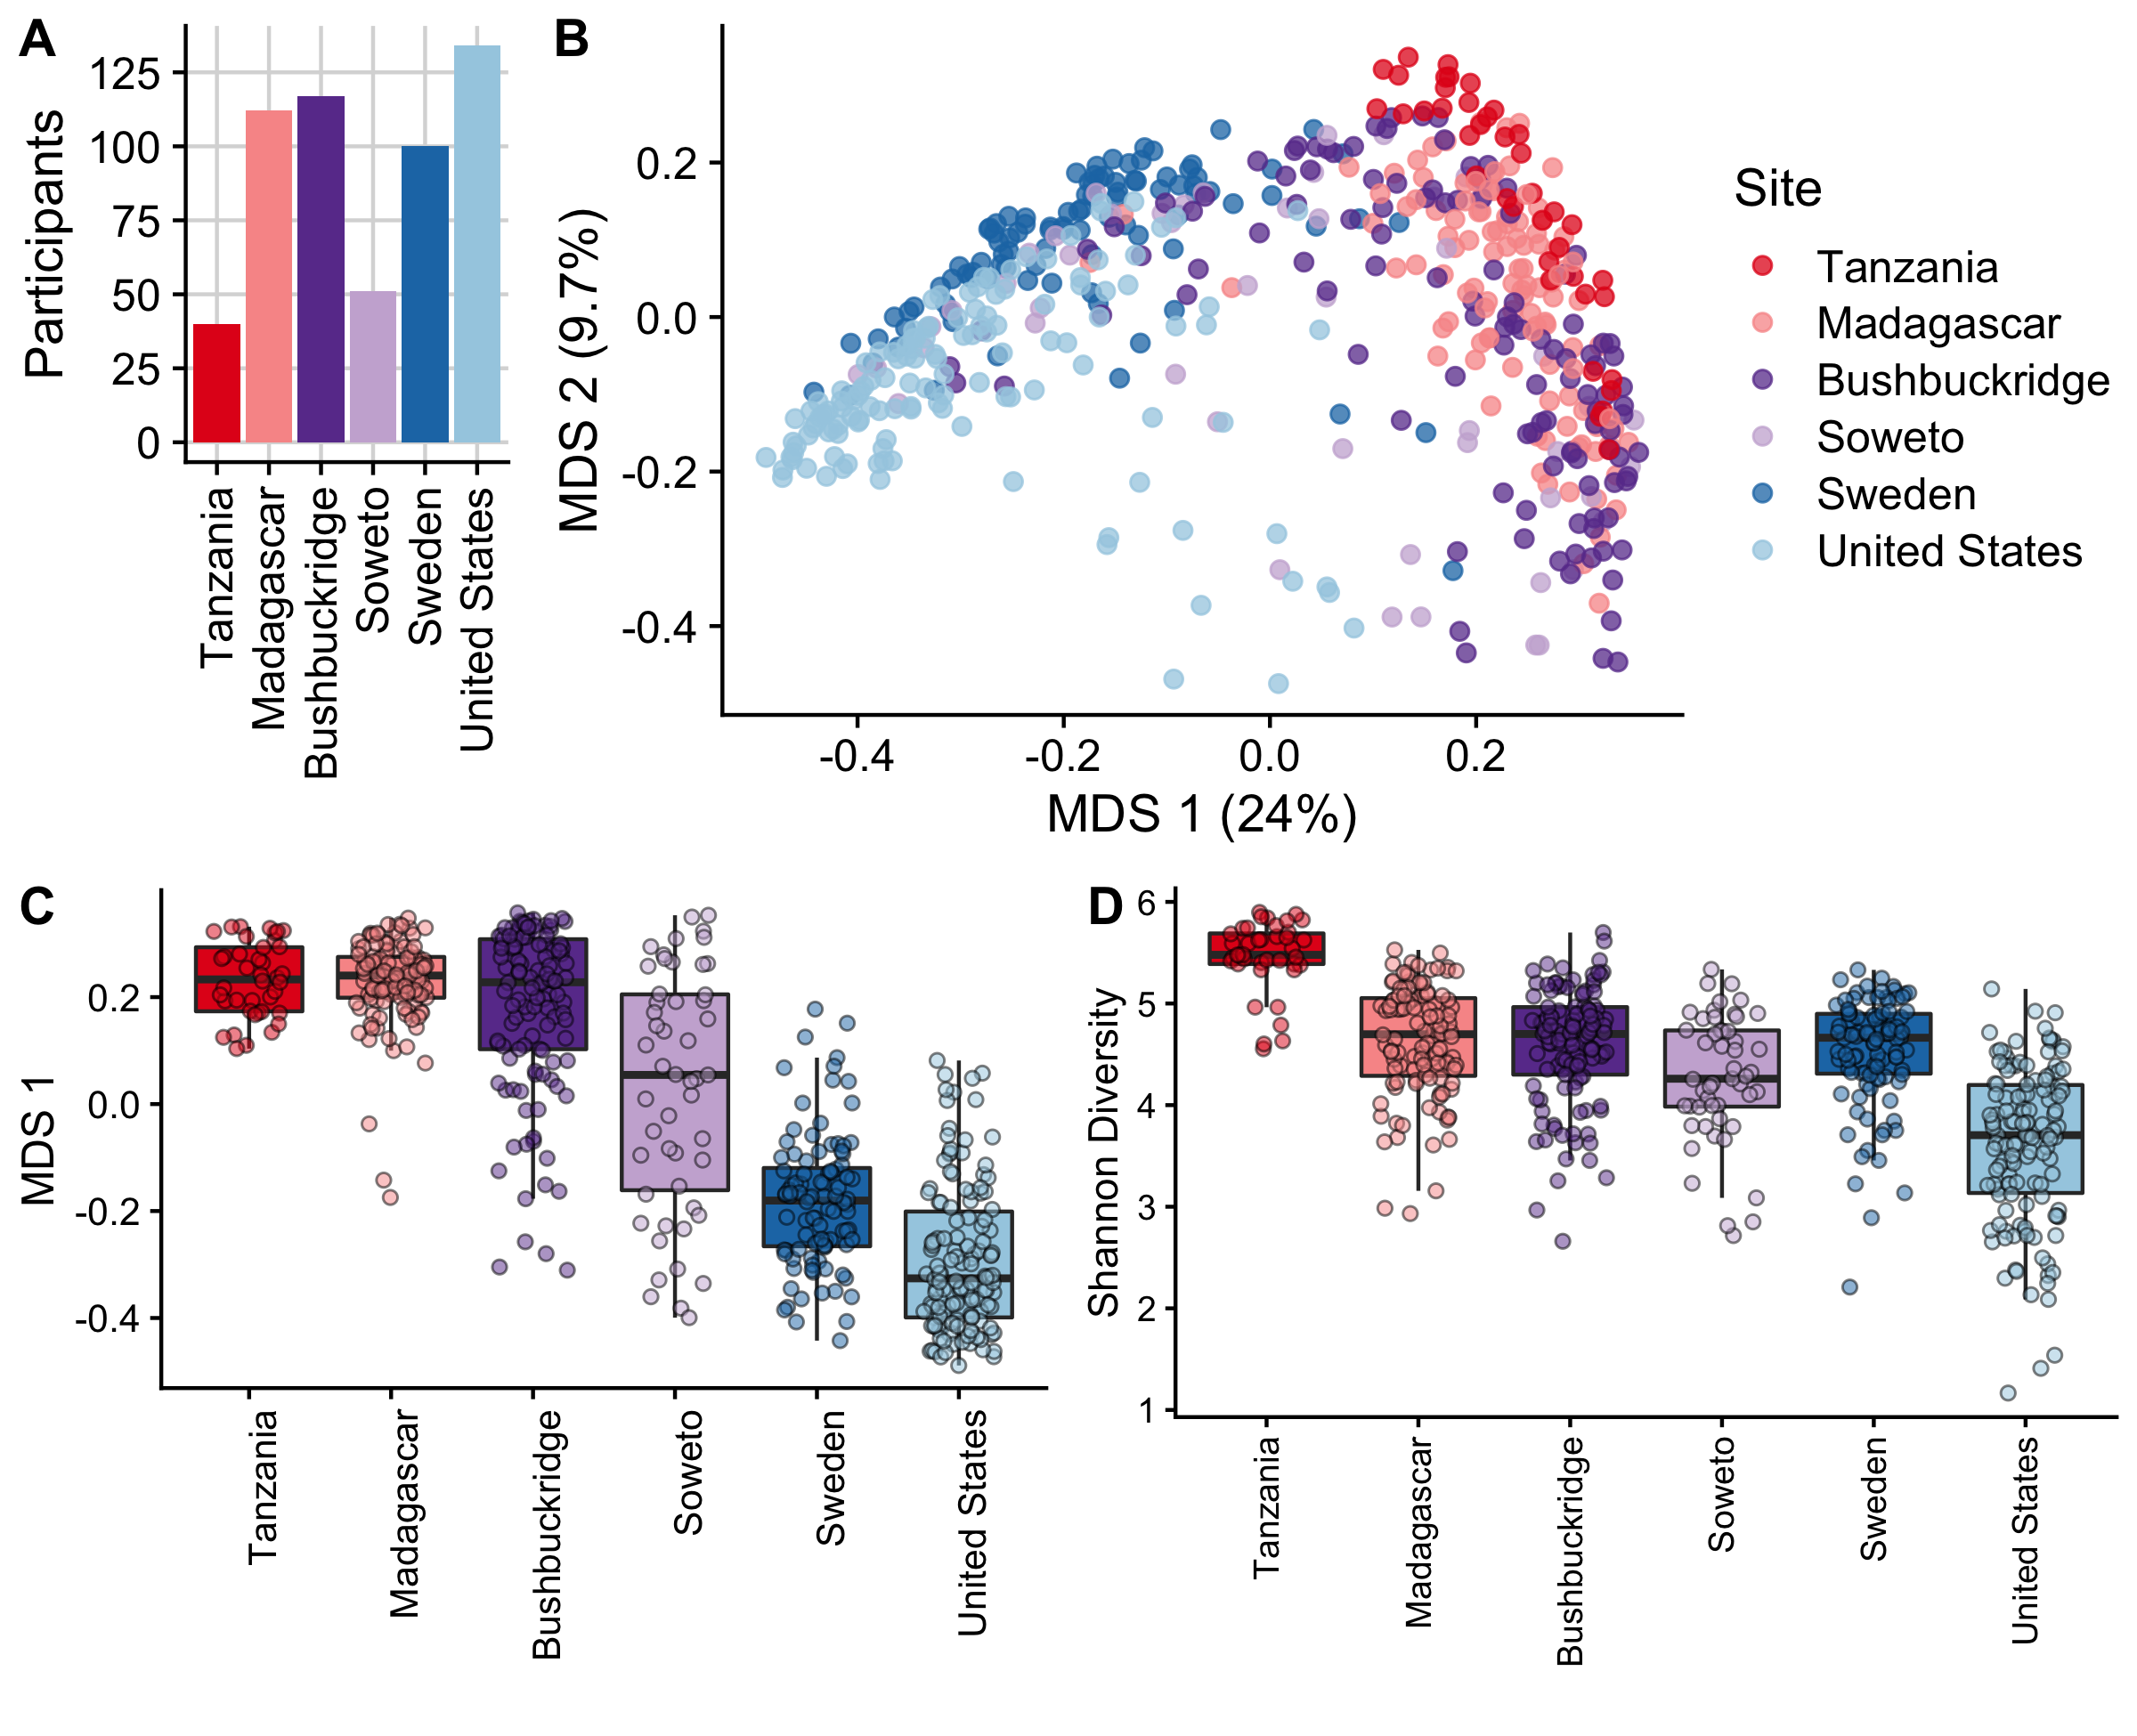 A
Participants
125
100
75
50
25
0
Tanzania
Madagascar
Bushbuckridge
Soweto
Sweden
United States
B
MDS 2 (9.7%)
0.2
0.0
-0.2
-0.4
-0.4
-0.2
0.0
0.2
MDS 1 (24%)
Site
Tanzania
Madagascar
Bushbuckridge
Soweto
Sweden
United States
C
MDS 1
0.2
0.0
-0.2
-0.4
Tanzania
Madagascar
Bushbuckridge
Soweto
Sweden
United States
D
Shannon Diversity
6
5
4
3
2
1
Tanzania
Madagascar
Bushbuckridge
Soweto
Sweden
United States